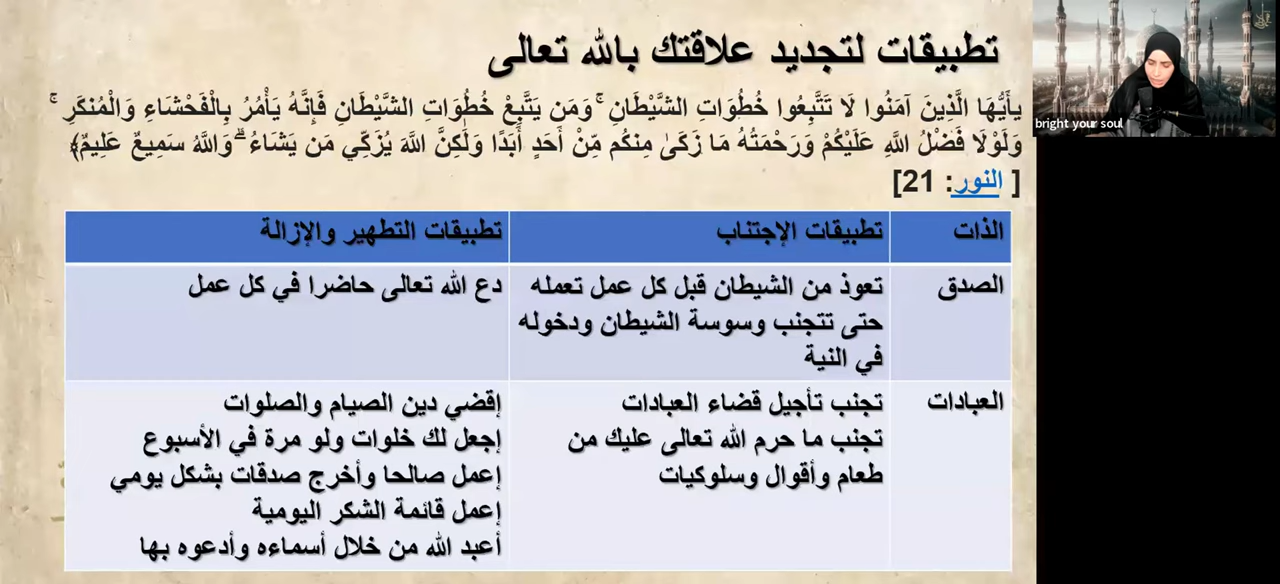 تطبيقات لتجديد علاقتك بالله تعالى
يأَيُّهَا الَّذِينَ آمَنُوا لَا تَتَّبِعُوا خُطُوَاتِ الشَّيْطَانِ ۚ وَمَن يَتَّبِعْ خُطُوَاتِ الشَّيْطَانِ فَإِنَّهُ يَأْمُرُ بِالْفَحْشَاءِ وَالْمُنكَرِ ۚ
وَلَوْلَا فَضْلُ اللَّهِ عَلَيْكُمْ وَرَحْمَتُهُ مَا زَكَىٰ مِنكُم مِّنْ أَحَدٍ أَبَدًا وَلَٰكِنَّ اللَّهَ يُزَكِّي مَن يَشَاءُ ۗ وَاللَّهُ سَمِيعٌ عَلِيمٌ﴾
[ النور: 21]
الذات تطبيقات الإجتناب تطبيقات التطهير والإزالة
الصدق تعوذ من الشيطان قبل كل عمل تعمله
حتى تتجنب وسوسة الشيطان ودخوله
في النية
دع الله تعالى حاضرا في كل عمل
العبادات تجنب تأجيل قضاء العبادات
تجنب ما حرم الله تعالى عليك من
طعام وأقوال وسلوكيات
إقضي دين الصيام والصلوات
إجعل لك خلوات ولو مرة في الأسبوع
إعمل صالحا وأخرج صدقات بشكل يومي
إعمل قائمة الشكر اليومية
أعبد الله من خلال أسماءه وأدعوه بها
bright your soul